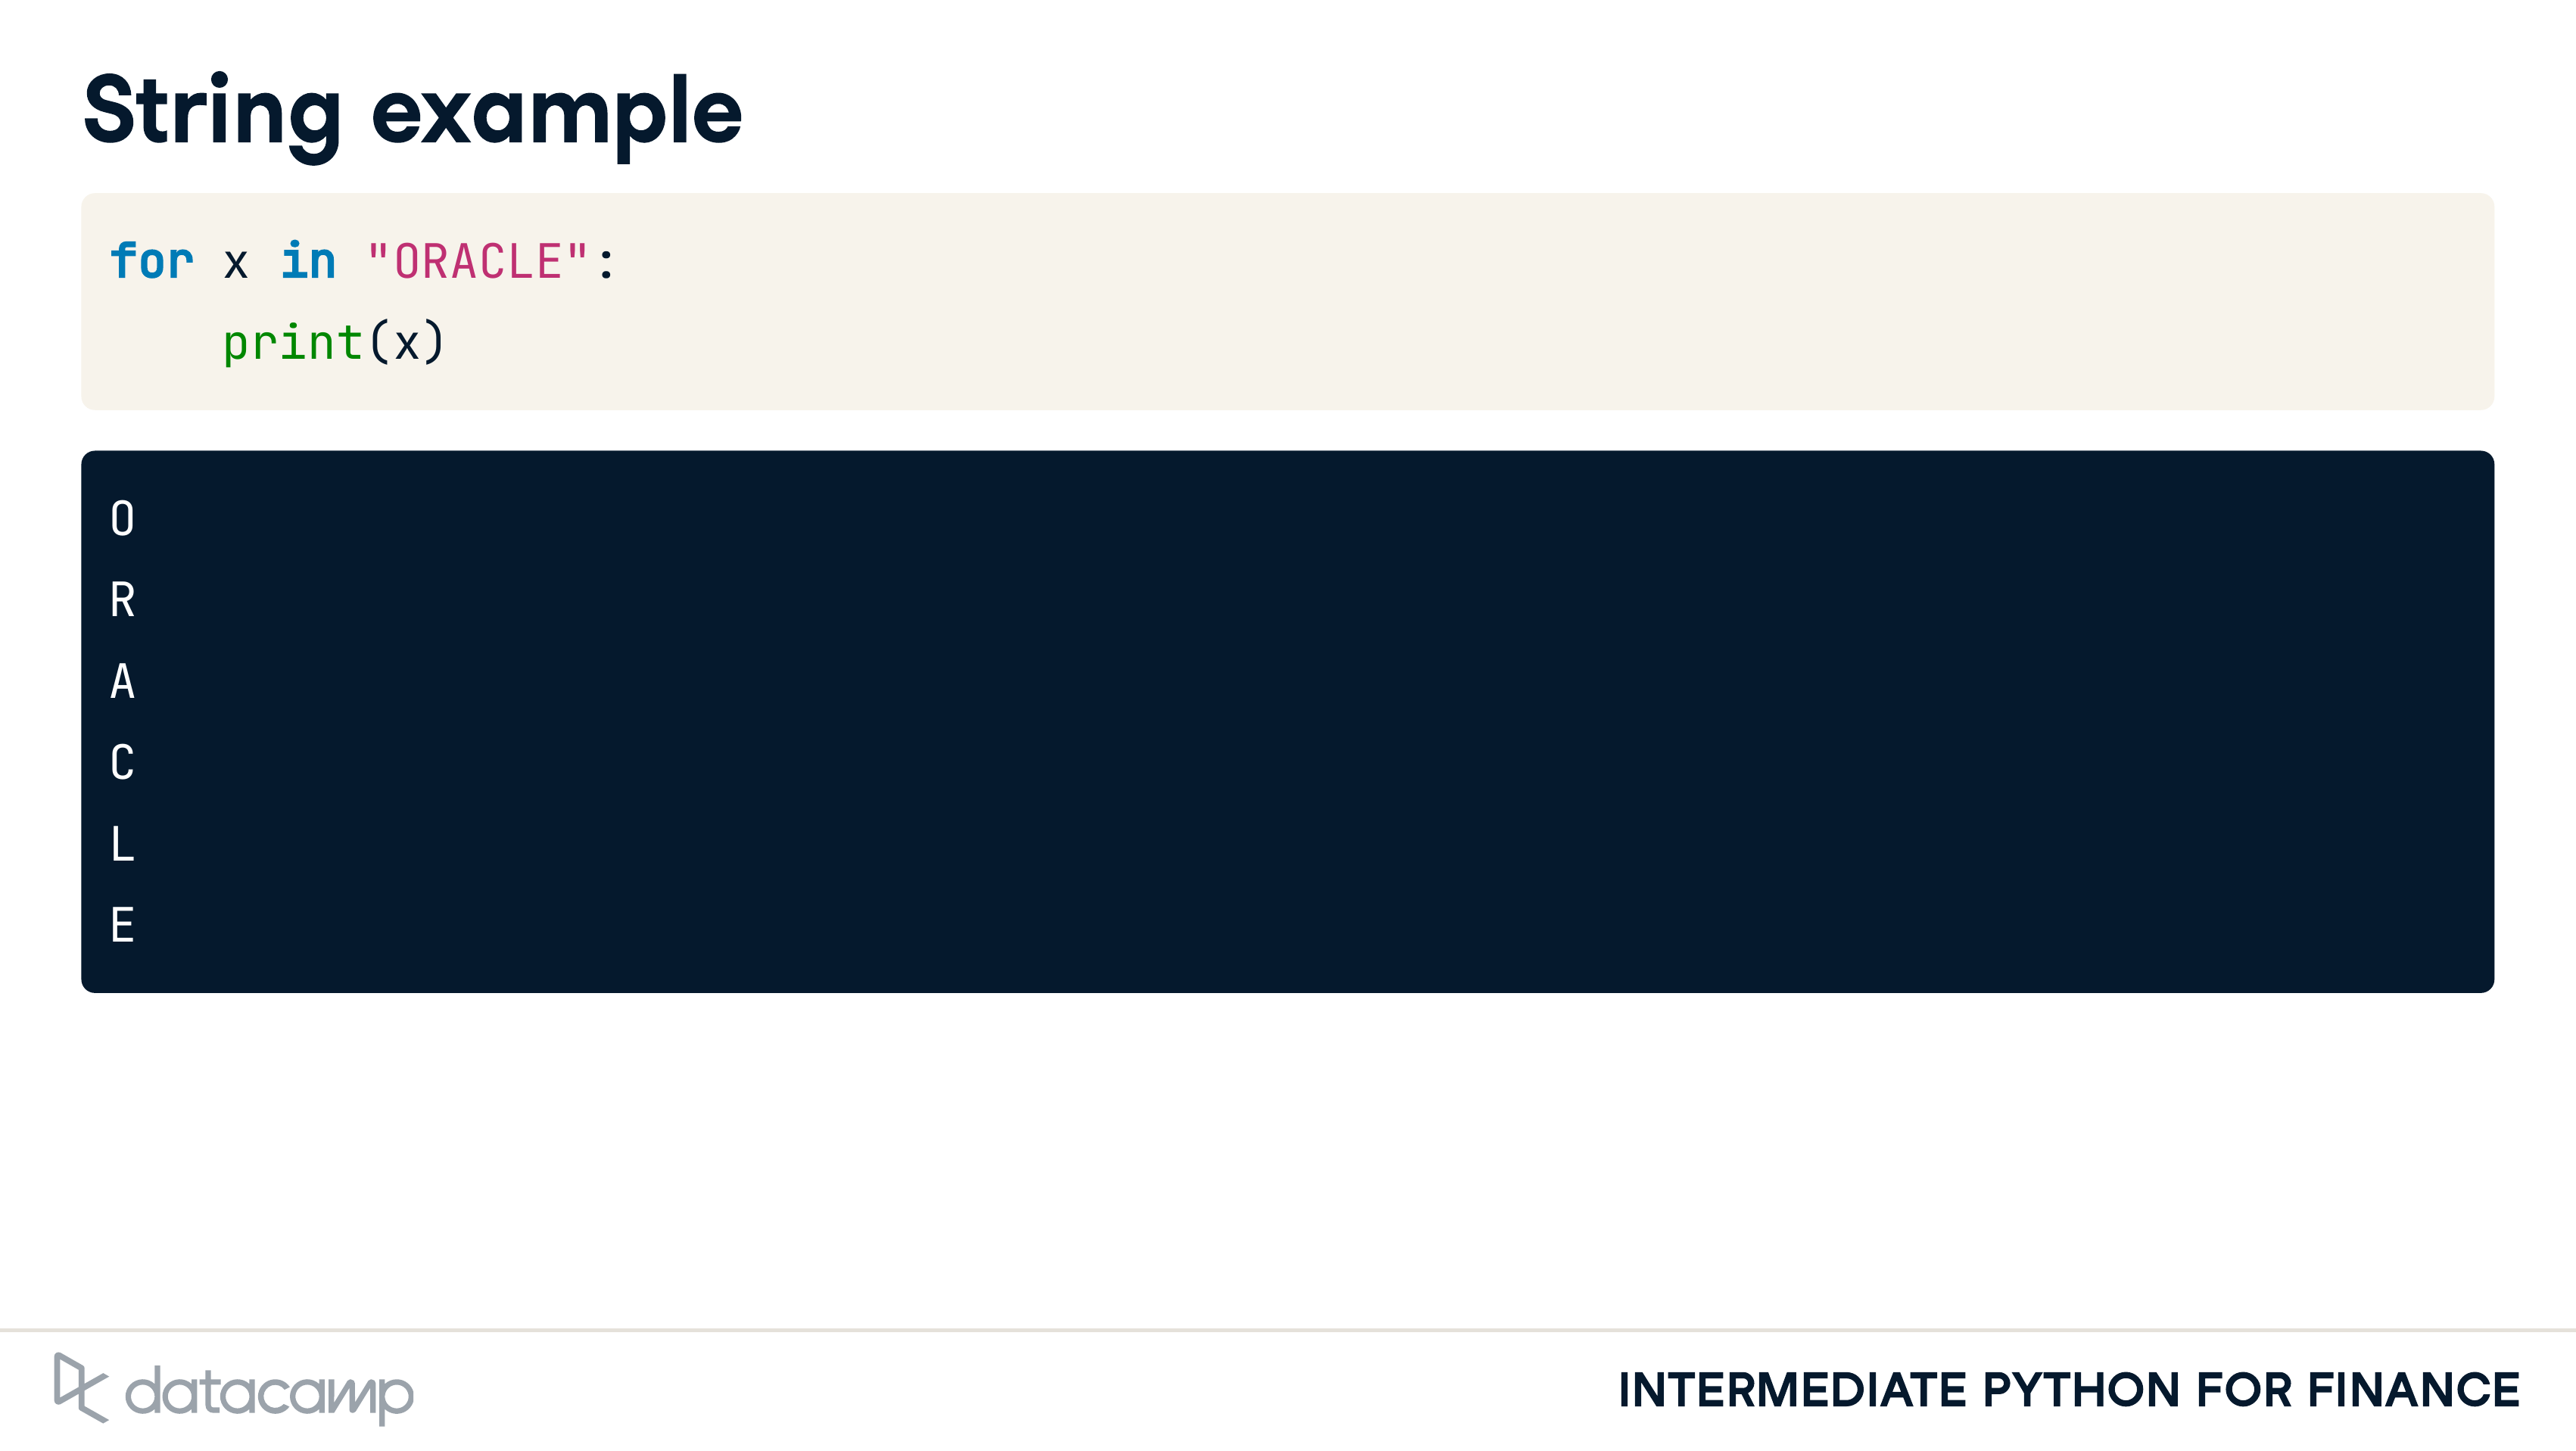 String example
for x in "ORACLE":
    print(x)
O
R
A
C
L
E
datacamp
INTERMEDIATE PYTHON FOR FINANCE